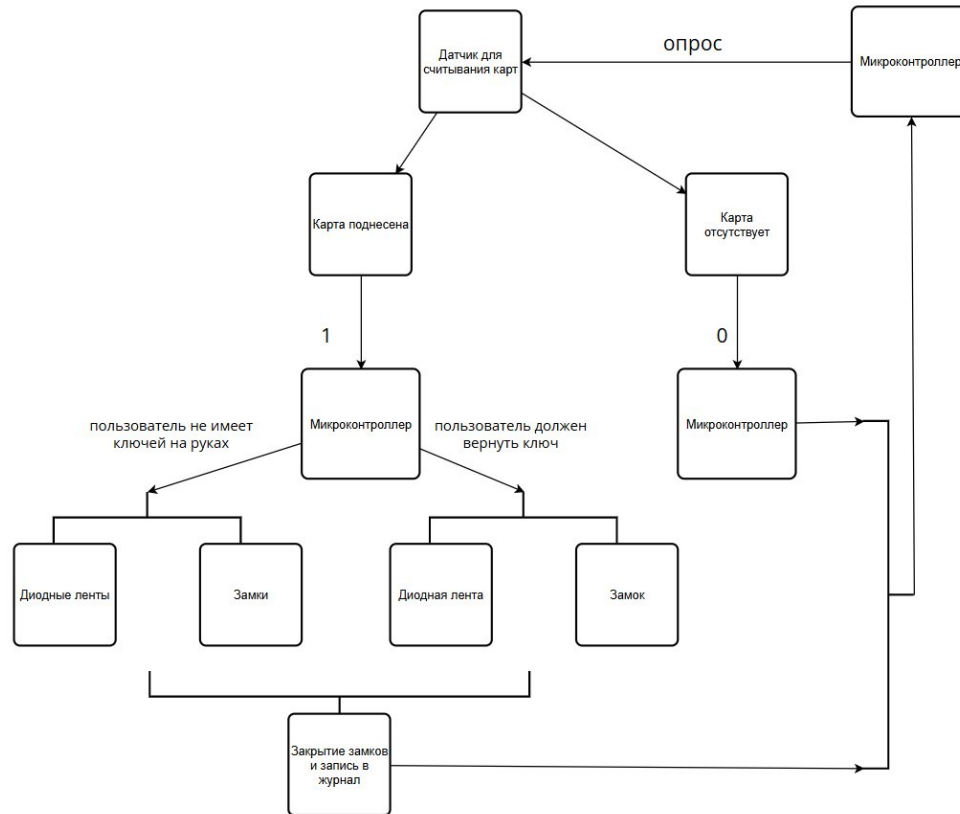 Датчик для
считывания карт
опрос
Микроконтроллер
Карта поднесена
Карта
отсутствует
1
0
пользователь не имеет
ключей на руках
Микроконтроллер
пользователь должен
вернуть ключ
Микроконтроллер
Диодные ленты
Замки
Диодная лента
Замок
Закрытие замков
и запись в
журнал